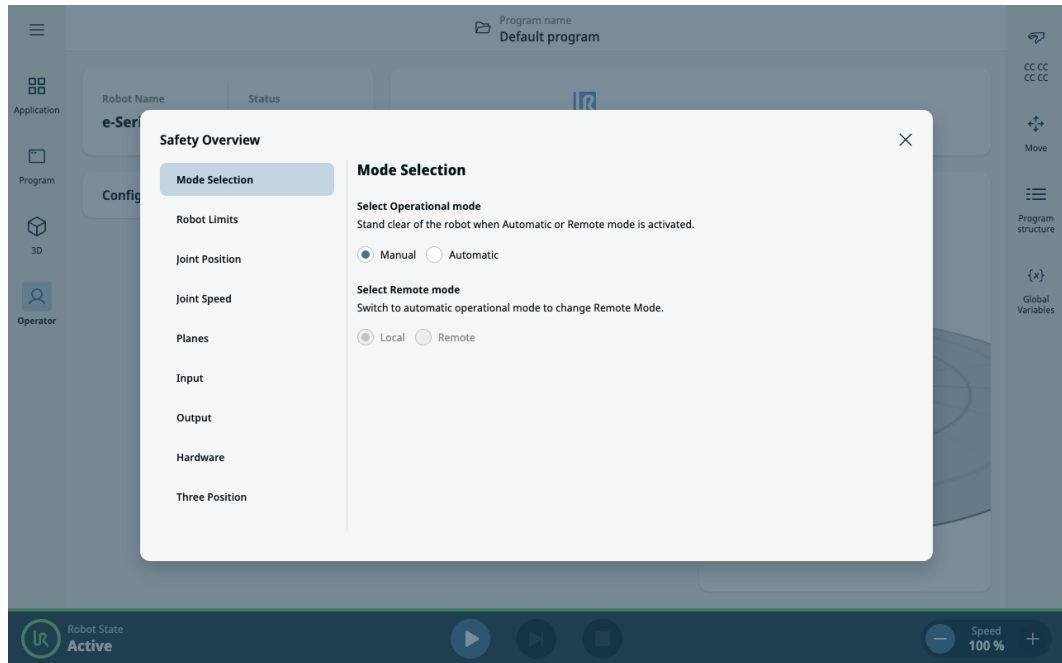 Program name
Default program
Application
Program
3D
Operator
Robot Name
Status
e-Seri
Config
Safety Overview
Mode Selection
Robot Limits
Joint Position
Joint Speed
Planes
Input
Output
Hardware
Three Position
Mode Selection
Select Operational mode
Stand clear of the robot when Automatic or Remote mode is activated.
Manual Automatic
Select Remote mode
Switch to automatic operational mode to change Remote Mode.
Local Remote
CC CC
CC CC
Move
Program
structure
{x}
Global
Variables
Robot State
Active
Speed
100 %